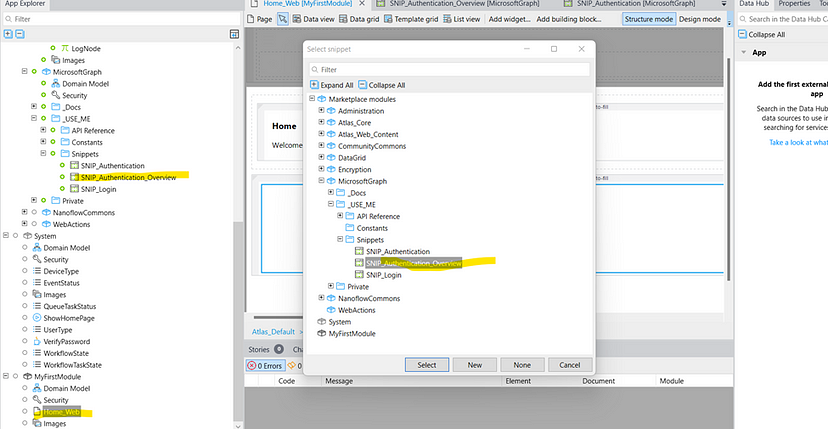 App Explorer
Filter
LogNode
Images
MicrosoftGraph
Domain Model
Security
_Docs
_USE_ME
API Reference
Constants
Snippets
SNIP_Authentication
SNIP_Authentication_Overview
SNIP_Login
Private
NanoflowCommons
WebActions
System
Domain Model
Security
DeviceType
EventStatus
Images
QueueTaskStatus
ShowHomePage
UserType
VerifyPassword
WorkflowState
WorkflowTaskState
MyFirstModule
Domain Model
Security
Home_Web
Images
Home_Web [MyFirstModule]
SNIP_Authentication_Overview [MicrosoftGraph]
SNIP_Authentication [MicrosoftGraph]
Page
Data view
Data grid
Template grid
List view
Add widget...
Add building block...
Structure mode
Design mode
Home
Welcome
Atlas_Default >
Stories 0 Cha
0 Errors 0
Code Message Element Document Module
Select snippet
Filter
Expand All Collapse All
Marketplace modules
Administration
Atlas_Core
Atlas_Web_Content
CommunityCommons
DataGrid
Encryption
MicrosoftGraph
_Docs
_USE_ME
API Reference
Constants
Snippets
SNIP_Authentication
SNIP_Authentication_Overview
SNIP_Login
Private
NanoflowCommons
WebActions
System
MyFirstModule
Select New None Cancel
Data Hub Properties To
Search in the Data Hub Ca
Collapse All
App
Add the first external
app
Search in the Data Hub
data sources to use in
searching for services
Take a look at what